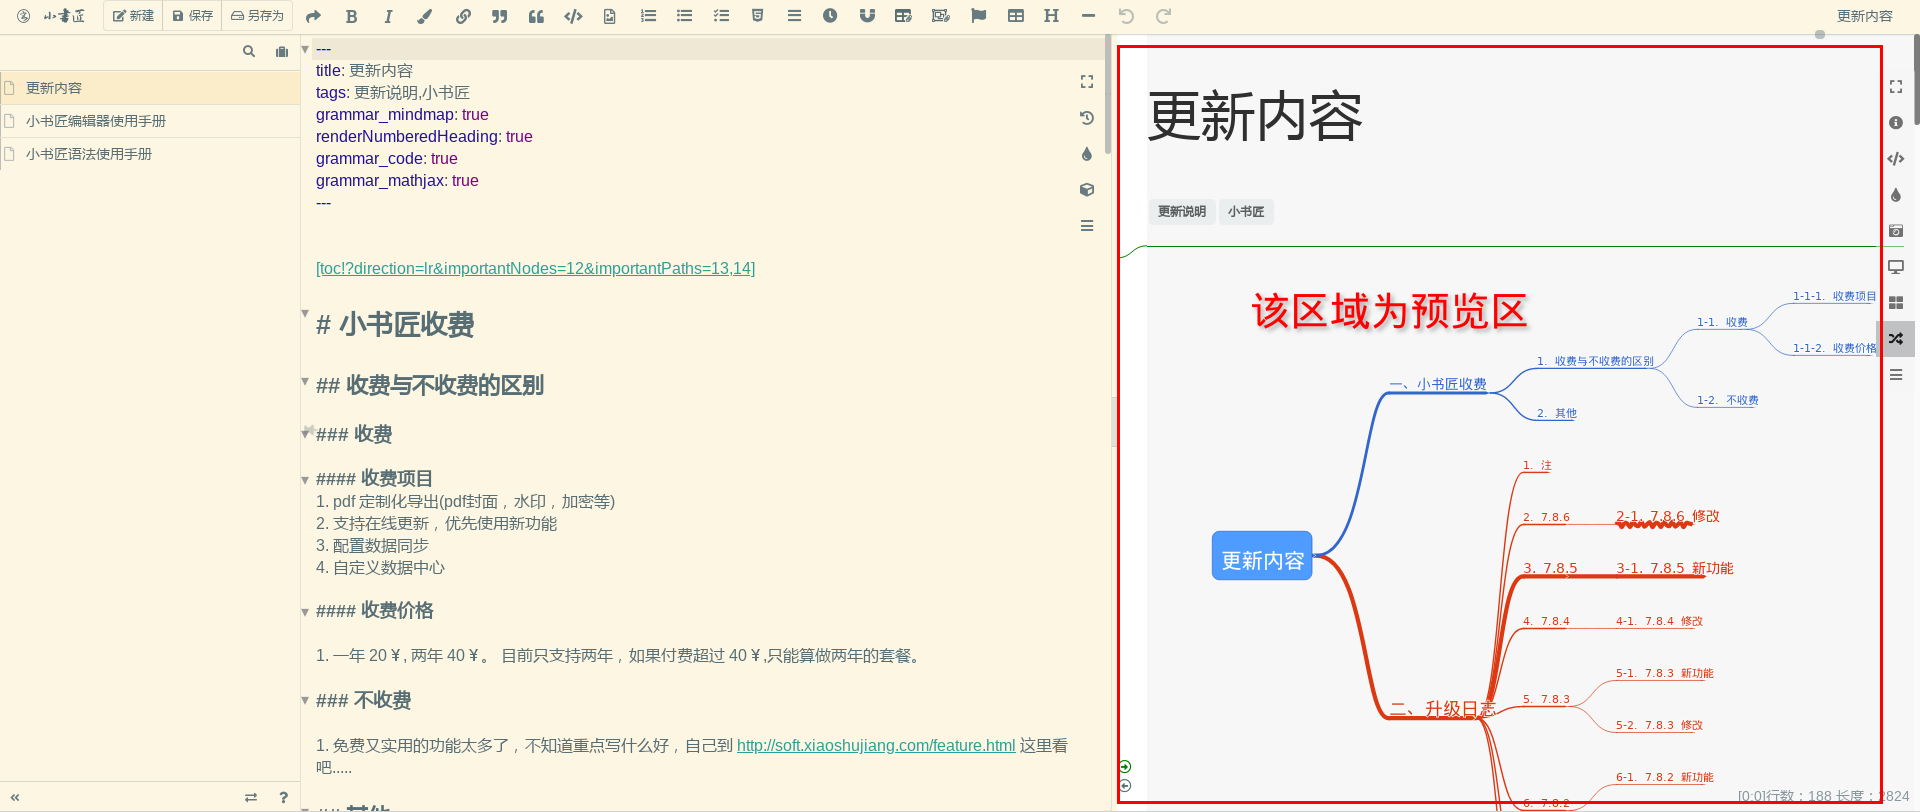 小书匠
新建
保存
另存为
更新内容
更新内容
小书匠编辑器使用手册
小书匠语法使用手册
---
title: 更新内容
tags: 更新说明,小书匠
grammar_mindmap: true
renderNumberedHeading: true
grammar_code: true
grammar_mathjax: true
---
[toc!?direction=lr&importantNodes=12&importantPaths=13,14]
# 小书匠收费
## 收费与不收费的区别
### 收费
#### 收费项目
1. pdf 定制化导出(pdf封面，水印，加密等)
2. 支持在线更新，优先使用新功能
3. 配置数据同步
4. 自定义数据中心
#### 收费价格
1. 一年 20 ¥ , 两年 40 ¥ 。 目前只支持两年，如果付费超过 40 ¥ ,只能算做两年的套餐。
### 不收费
1. 免费又实用的功能太多了，不知道重点写什么好，自己到 http://soft.xiaoshujiang.com/feature.html 这里看
吧.....
## 其他
更新内容
更新说明
小书匠
该区域为预览区
更新内容
一、小书匠收费
1. 收费与不收费的区别
1-1. 收费
1-1-1. 收费项目
1-1-2. 收费价格
1-2. 不收费
2. 其他
二、升级日志
1. 注
2. 7.8.6
2-1. 7.8.6 修改
3. 7.8.5
3-1. 7.8.5 新功能
4. 7.8.4
4-1. 7.8.4 修改
5. 7.8.3
5-1. 7.8.3 新功能
5-2. 7.8.3 修改
6. 7.8.2
6-1. 7.8.2 新功能
[0:0]行数：188 长度：2824